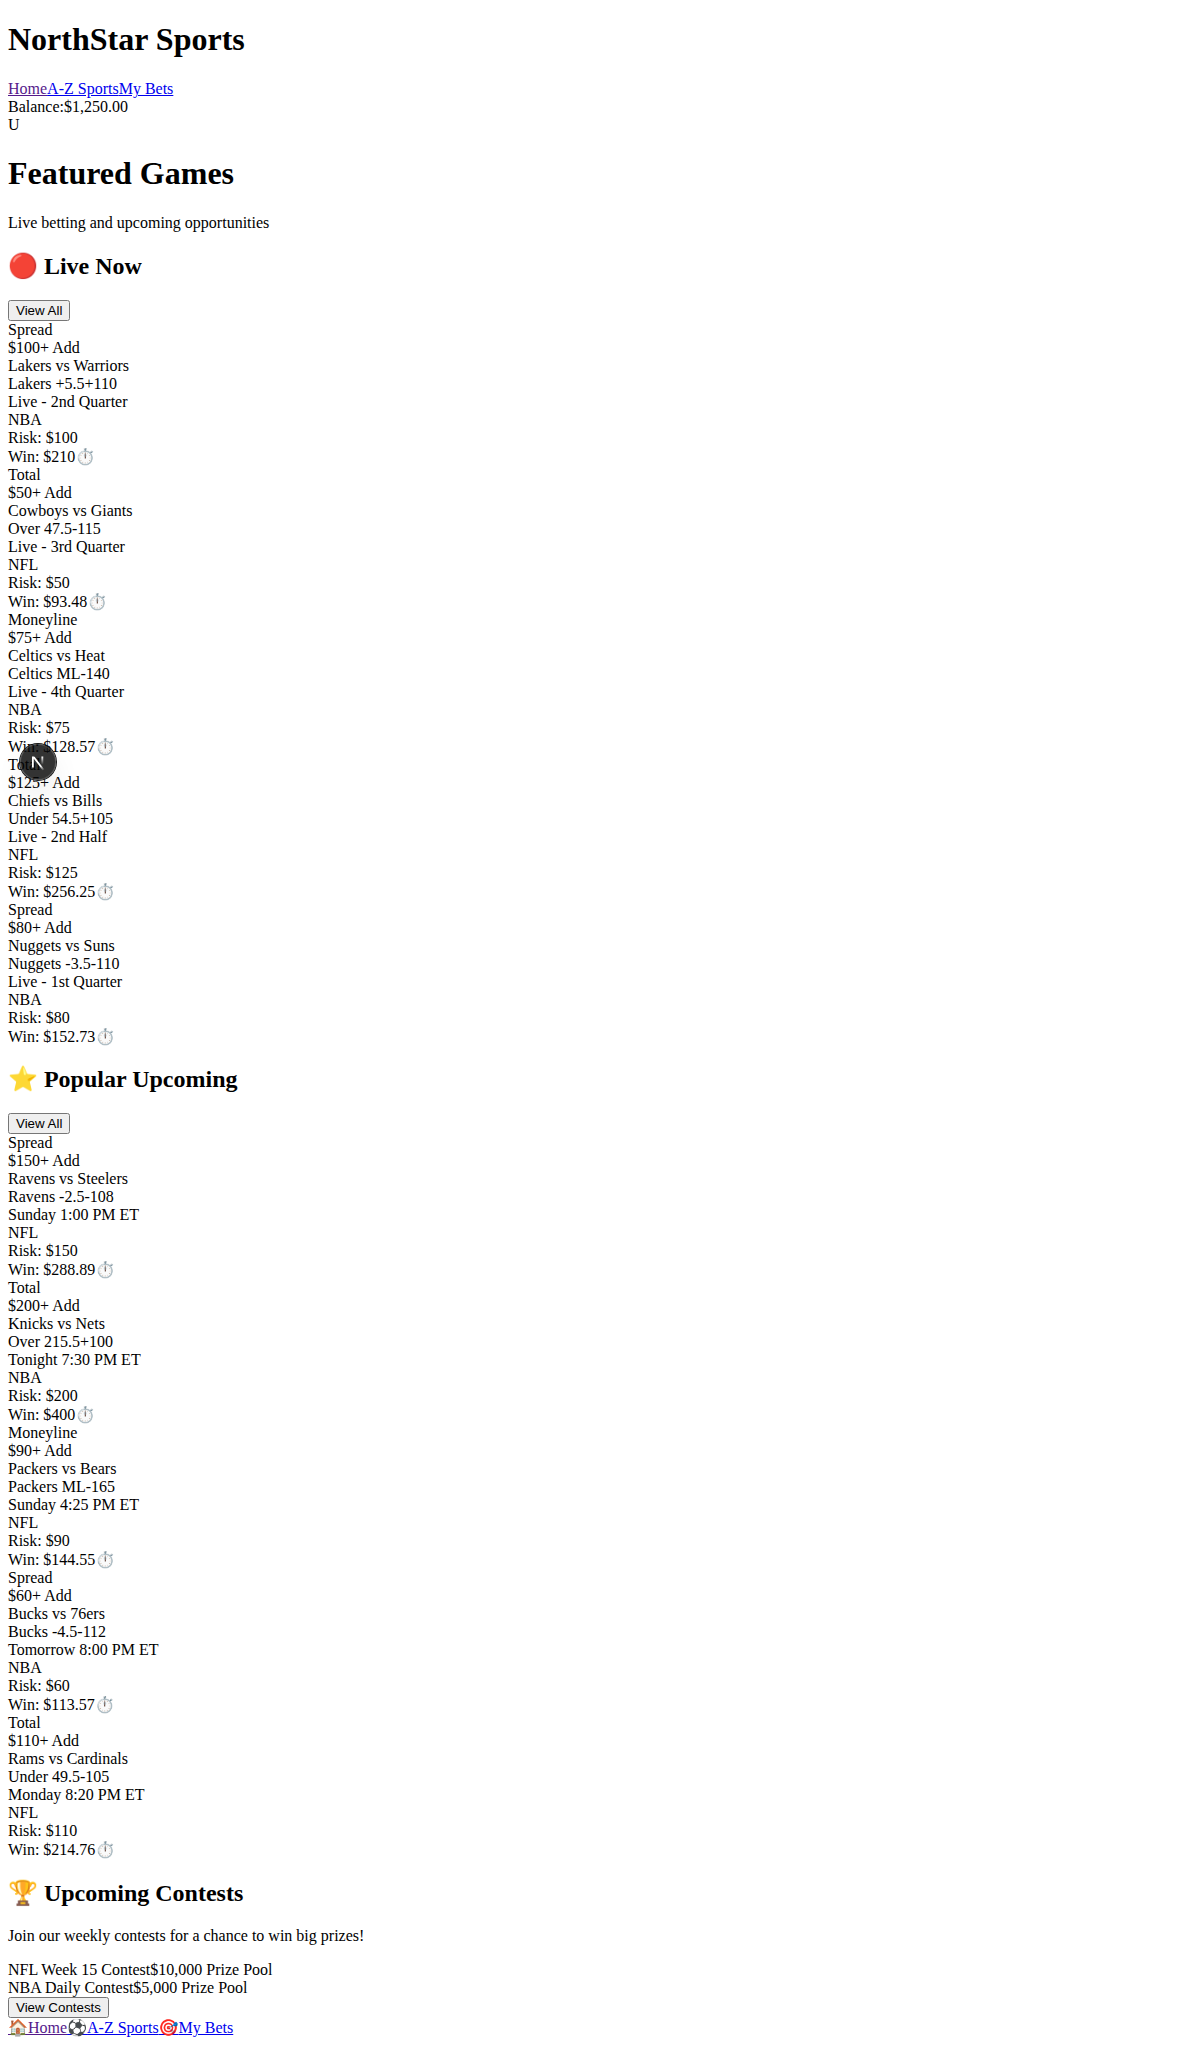 NorthStar Sports
HomeA-Z SportsMy Bets
Balance:$1,250.00
U
Featured Games
Live betting and upcoming opportunities
🔴 Live Now
View All
Spread
$100+ Add
Lakers vs Warriors
Lakers +5.5+110
Live - 2nd Quarter
NBA
Risk: $100
Win: $210⏱️
Total
$50+ Add
Cowboys vs Giants
Over 47.5-115
Live - 3rd Quarter
NFL
Risk: $50
Win: $93.48⏱️
Moneyline
$75+ Add
Celtics vs Heat
Celtics ML-140
Live - 4th Quarter
NBA
Risk: $75
Win: $128.57⏱️
Total
N
$125+ Add
Chiefs vs Bills
Under 54.5+105
Live - 2nd Half
NFL
Risk: $125
Win: $256.25⏱️
Spread
$80+ Add
Nuggets vs Suns
Nuggets -3.5-110
Live - 1st Quarter
NBA
Risk: $80
Win: $152.73⏱️
⭐ Popular Upcoming
View All
Spread
$150+ Add
Ravens vs Steelers
Ravens -2.5-108
Sunday 1:00 PM ET
NFL
Risk: $150
Win: $288.89⏱️
Total
$200+ Add
Knicks vs Nets
Over 215.5+100
Tonight 7:30 PM ET
NBA
Risk: $200
Win: $400⏱️
Moneyline
$90+ Add
Packers vs Bears
Packers ML-165
Sunday 4:25 PM ET
NFL
Risk: $90
Win: $144.55⏱️
Spread
$60+ Add
Bucks vs 76ers
Bucks -4.5-112
Tomorrow 8:00 PM ET
NBA
Risk: $60
Win: $113.57⏱️
Total
$110+ Add
Rams vs Cardinals
Under 49.5-105
Monday 8:20 PM ET
NFL
Risk: $110
Win: $214.76⏱️
🏆 Upcoming Contests
Join our weekly contests for a chance to win big prizes!
NFL Week 15 Contest$10,000 Prize Pool
NBA Daily Contest$5,000 Prize Pool
View Contests
🏠Home⚽A-Z Sports🎯My Bets